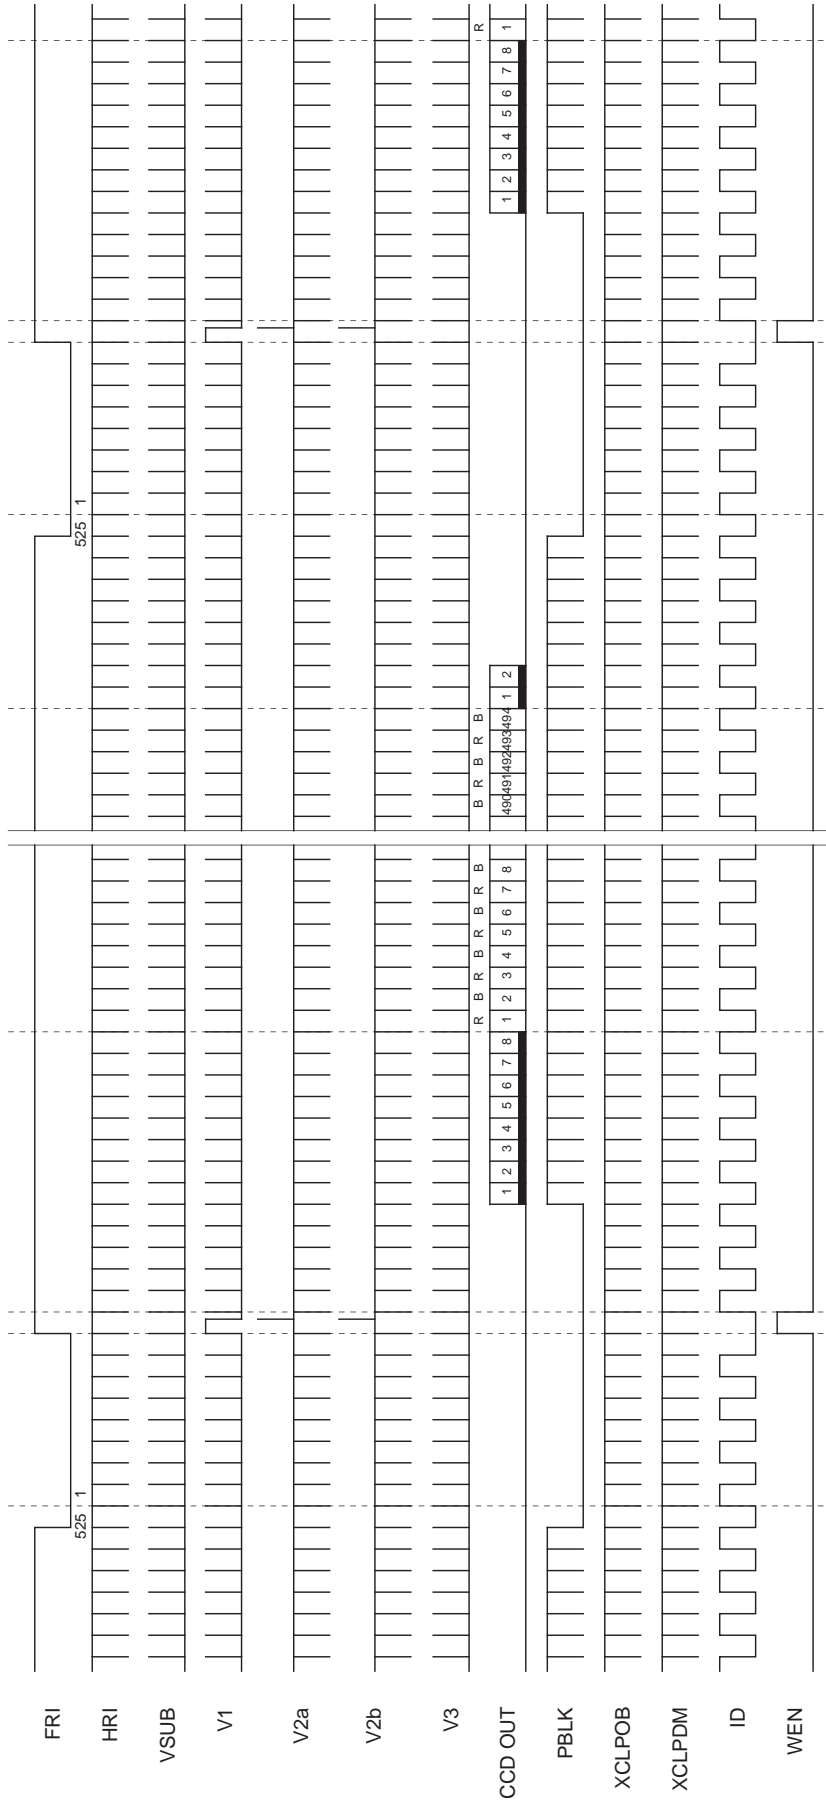 FRI
525 1 525 1
HRI
VSUB
V1
V2a
V2b
V3
R B R B R B R B B R B R B R
CCD OUT 1 2 3 4 5 6 7 8 1 2 3 4 5 6 7 8 490 491 492 493 494 1 2 1 2 3 4 5 6 7 8 1
PBLK
XCLPOB
XCLPDM
ID
WEN